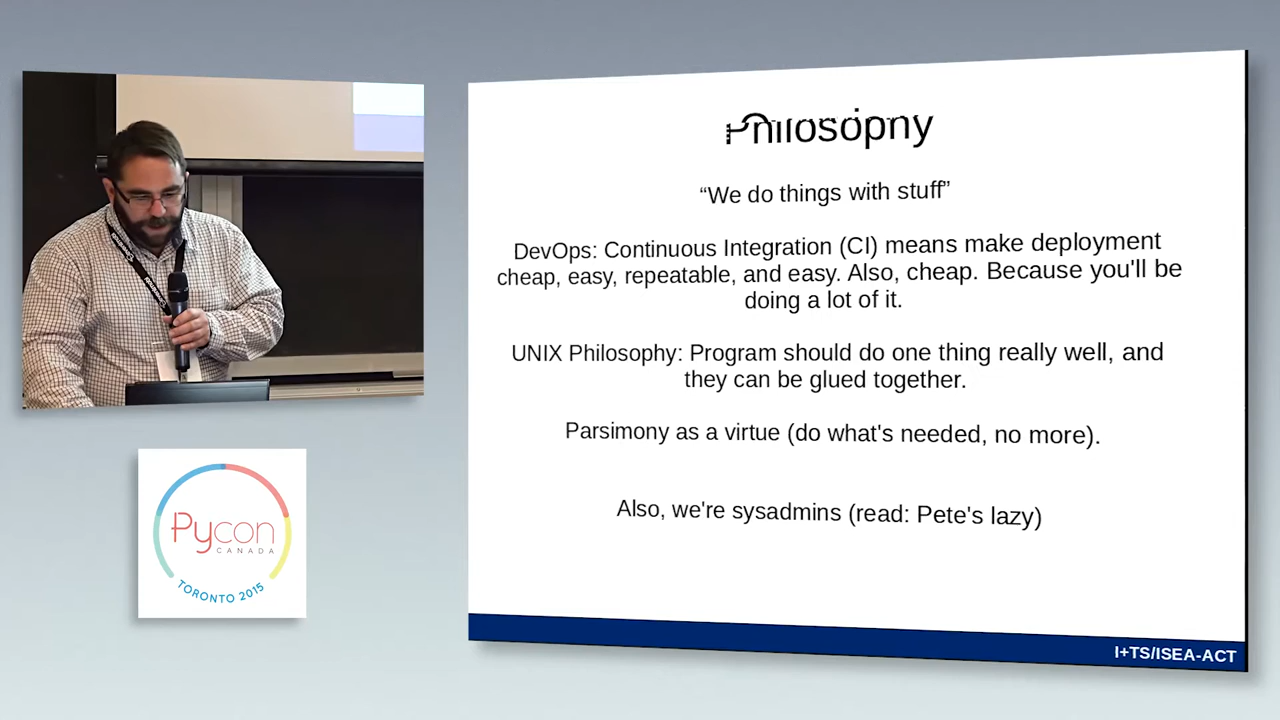 Philosophy
“We do things with stuff”
DevOps: Continuous Integration (CI) means make deployment
cheap, easy, repeatable, and easy. Also, cheap. Because you'll be
doing a lot of it.
UNIX Philosophy: Program should do one thing really well, and
they can be glued together.
Parsimony as a virtue (do what's needed, no more).
Also, we're sysadmins (read: Pete's lazy)
I+TS/ISEA-ACT
Pycon
CANADA
TORONTO 2015